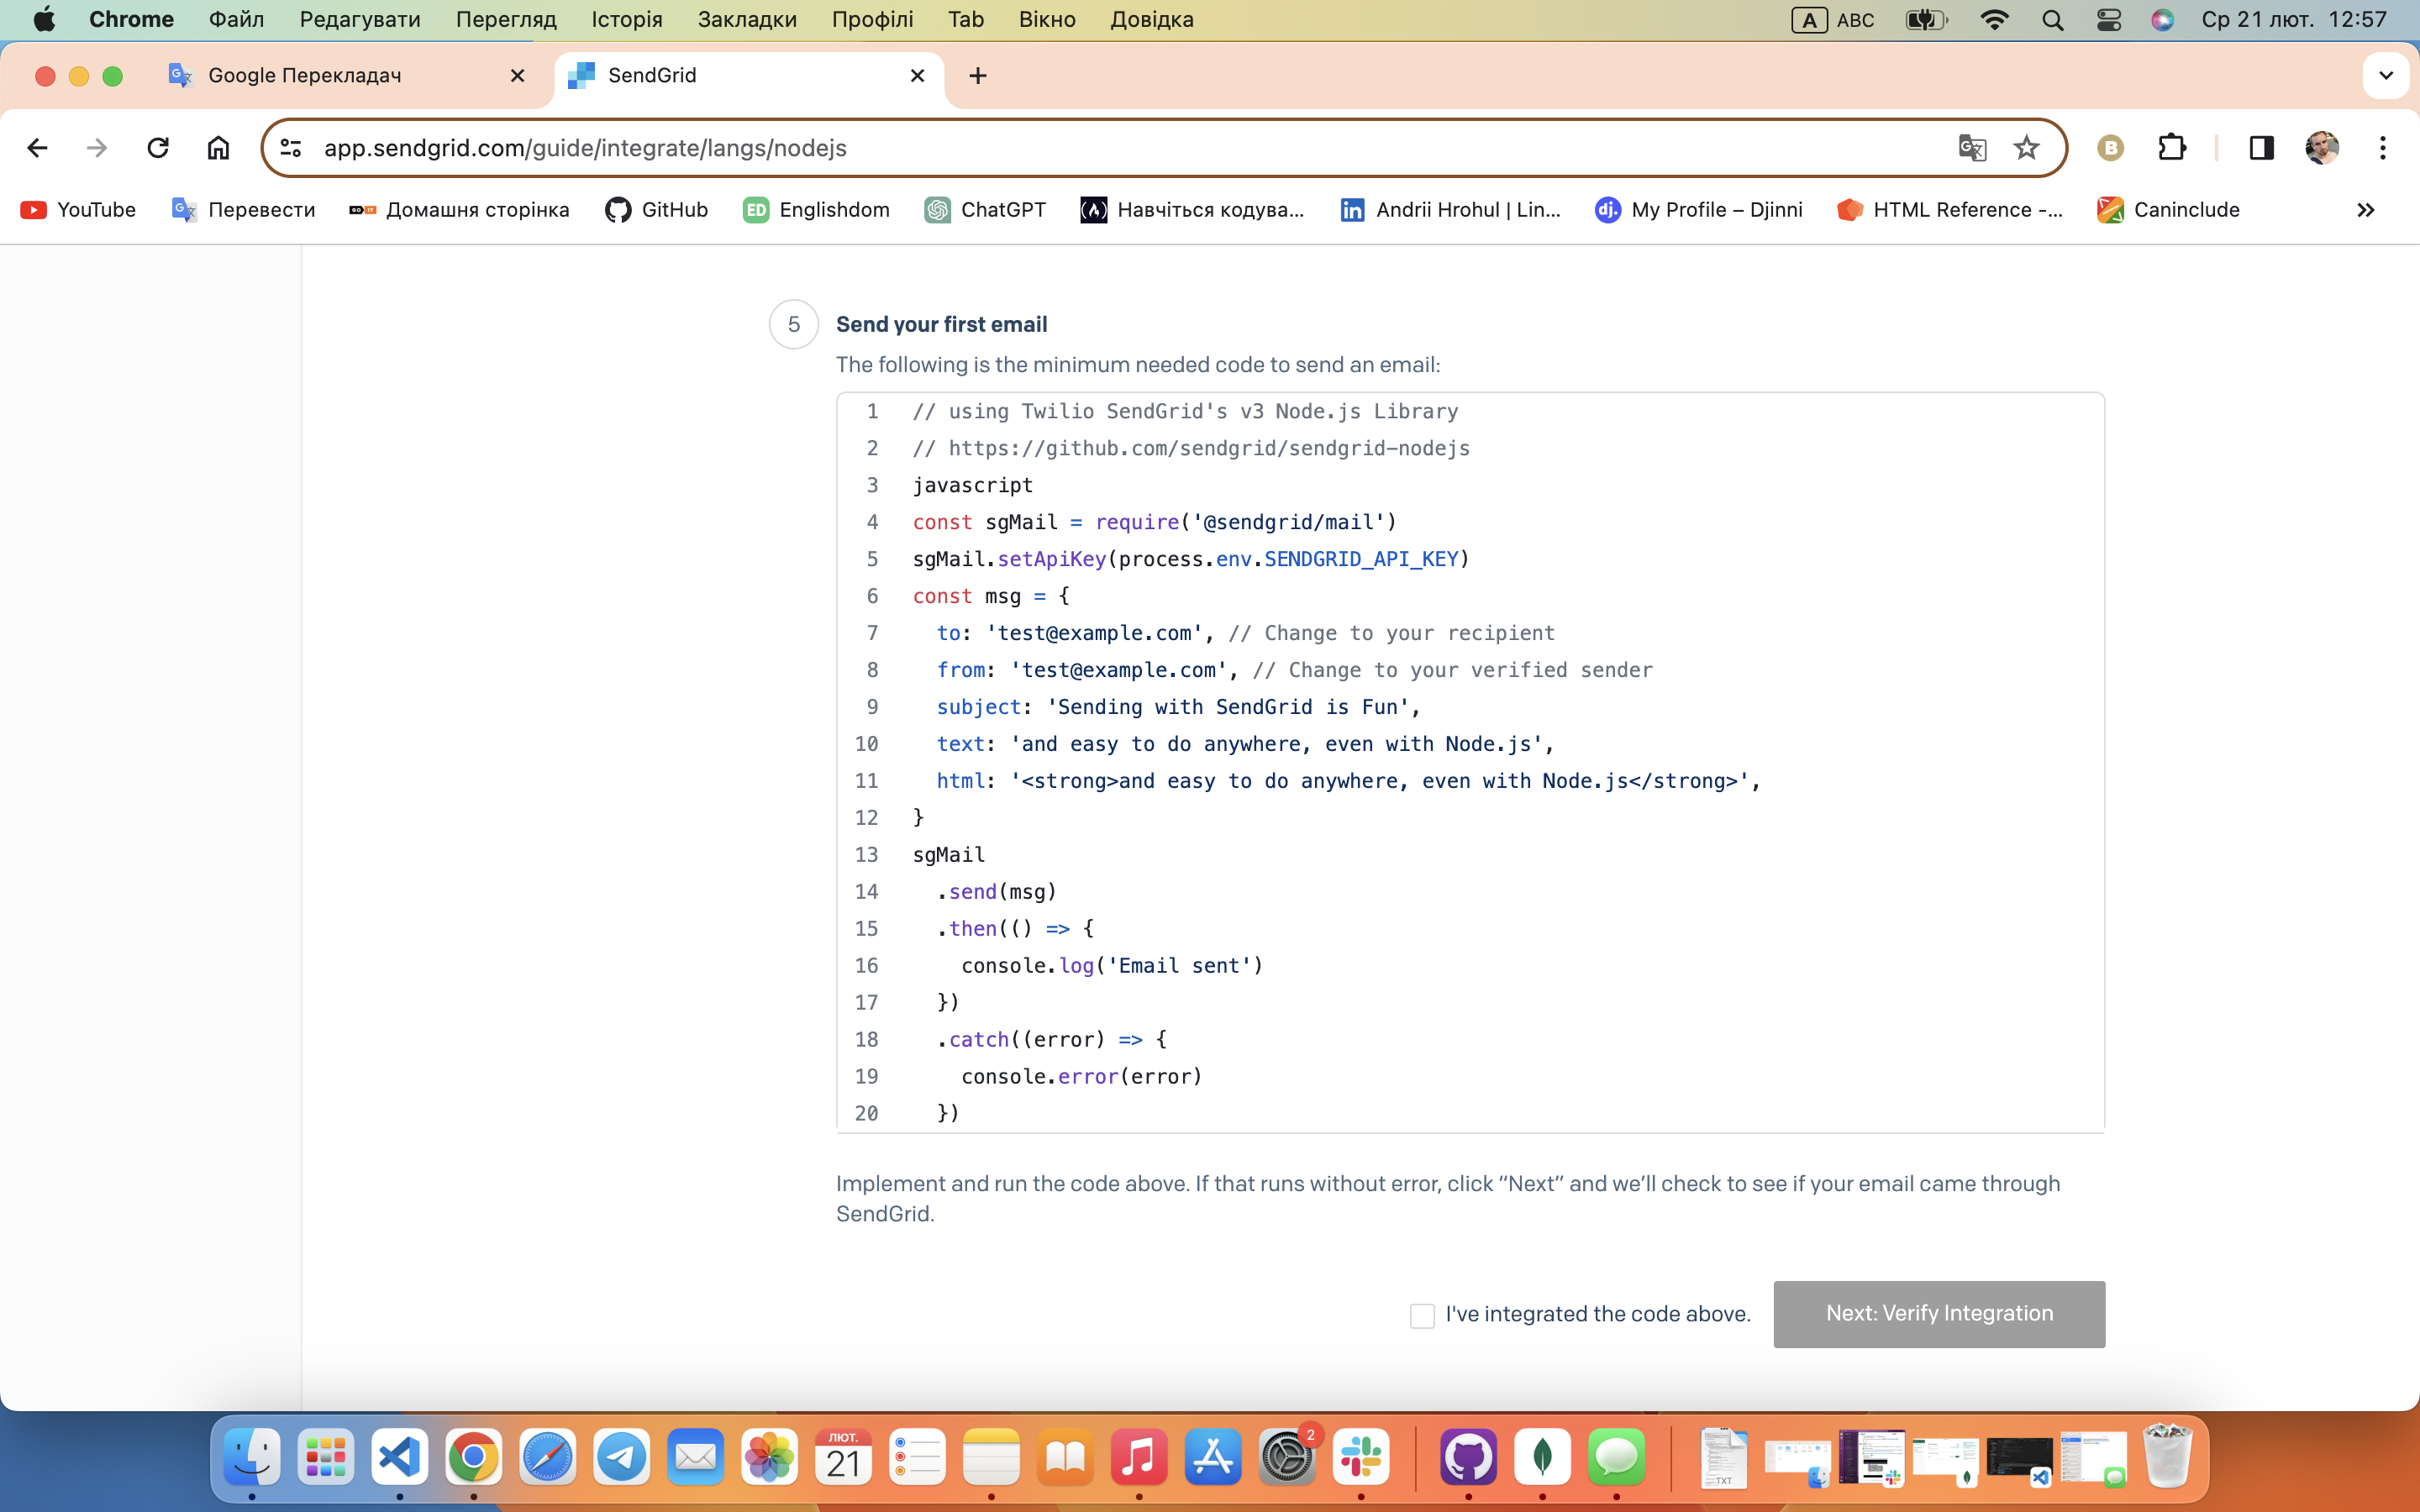 Chrome Файл Редагувати Перегляд Історія Закладки Профілі Tab Вікно Довідка A ABC Ср 21 лют. 12:57
Google Перекладач SendGrid
app.sendgrid.com/guide/integrate/langs/nodejs B
YouTube Перевести Домашня сторінка GitHub ED Englishdom ChatGPT Навчіться кодува... in Andrii Hrohul | Lin... dj. My Profile – Djinni HTML Reference -... Caninclude
5 Send your first email
The following is the minimum needed code to send an email:
1 // using Twilio SendGrid's v3 Node.js Library
2 // https://github.com/sendgrid/sendgrid-nodejs
3 javascript
4 const sgMail = require('@sendgrid/mail')
5 sgMail.setApiKey(process.env.SENDGRID_API_KEY)
6 const msg = {
7 to: 'test@example.com', // Change to your recipient
8 from: 'test@example.com', // Change to your verified sender
9 subject: 'Sending with SendGrid is Fun',
10 text: 'and easy to do anywhere, even with Node.js',
11 html: '<strong>and easy to do anywhere, even with Node.js</strong>',
12 }
13 sgMail
14 .send(msg)
15 .then(() => {
16 console.log('Email sent')
17 })
18 .catch((error) => {
19 console.error(error)
20 })
Implement and run the code above. If that runs without error, click “Next” and we’ll check to see if your email came through
SendGrid.
I've integrated the code above. Next: Verify Integration
ЛЮТ.
21
2
.TXT